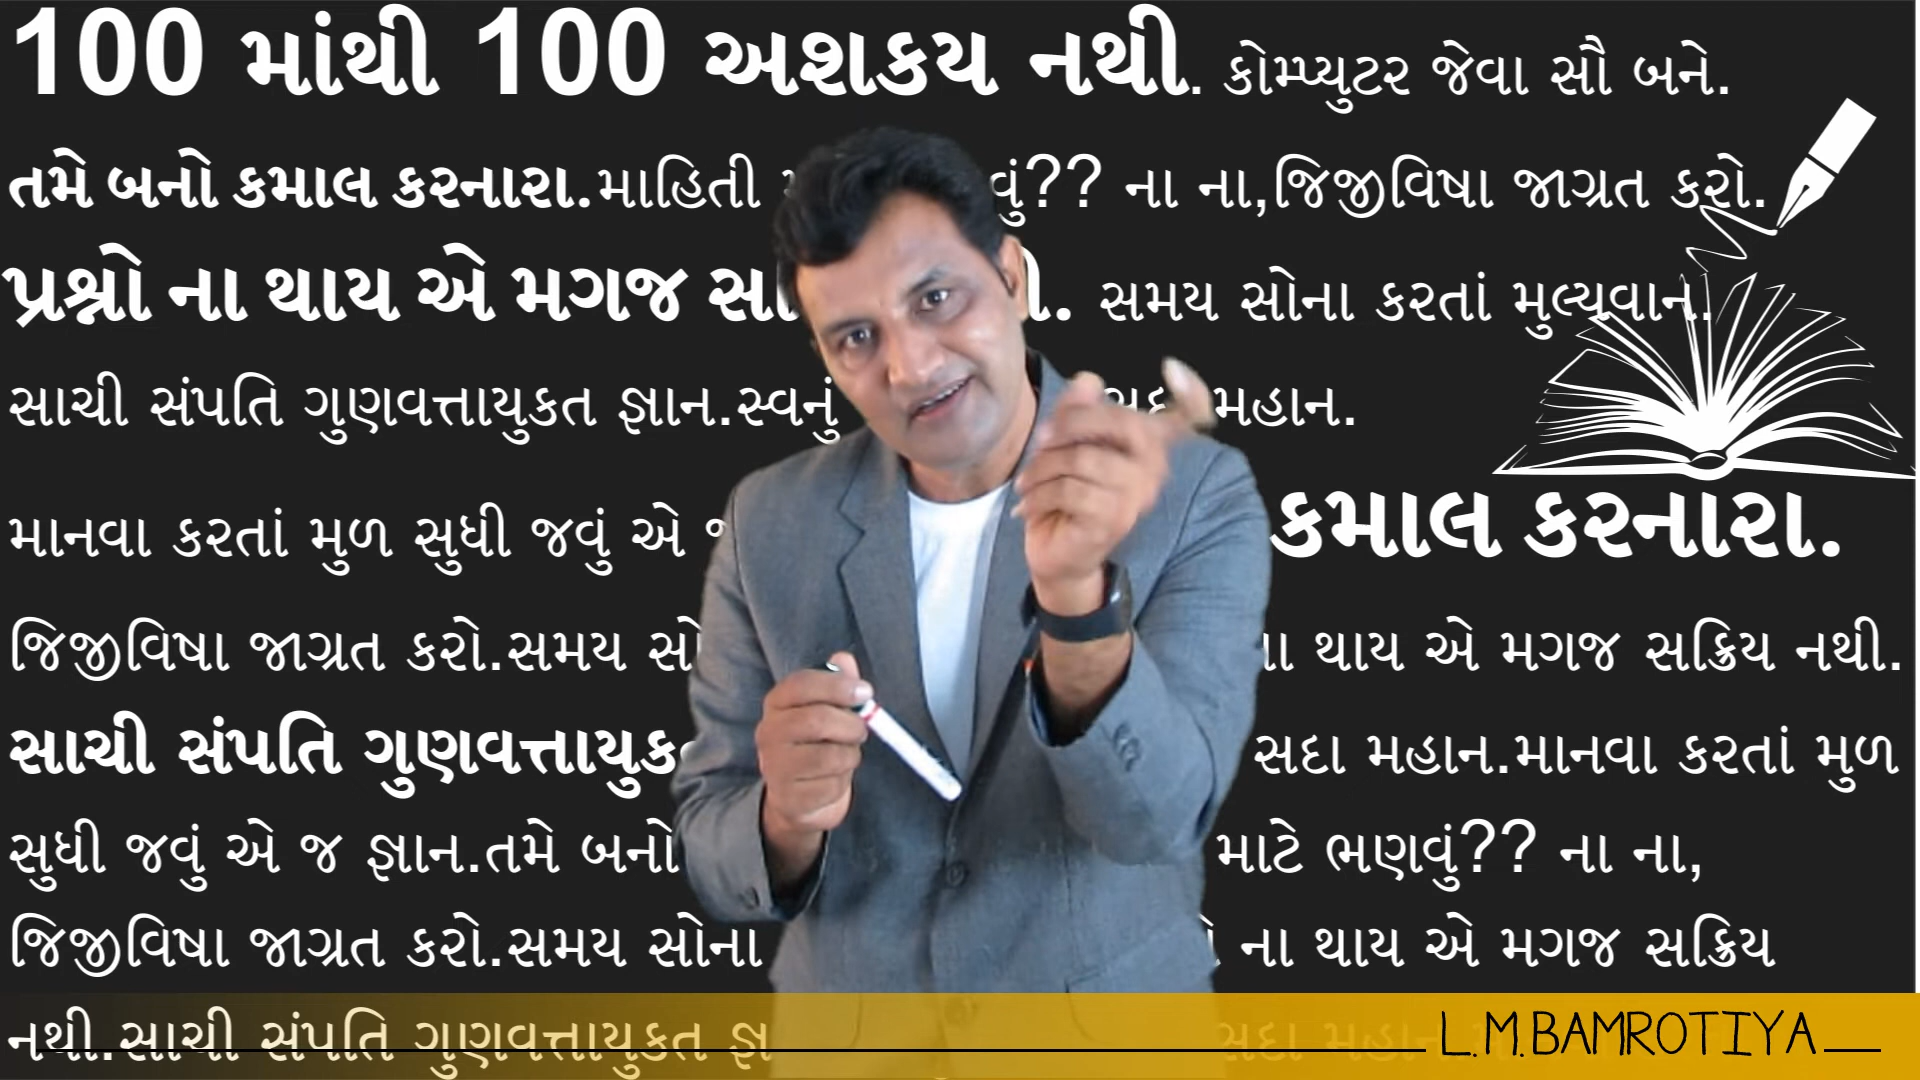 100 માંથી 100 અશકય નથી. કોમ્પ્યુટર જેવા સૌ બને.
તમે બનો કમાલ કરનારા.માહિતી ?? ના ના,જિજીવિષા જાગ્રત કરો.
પ્રશ્નો ના થાય એ મગજ સમય સોના કરતાં મુલ્યવાન.
સાચી સંપતિ ગુણવત્તાયુકત જ્ઞાન.સ્વનું મહાન.
માનવા કરતાં મુળ સુધી જવું એ કમાલ કરનારા.
જિજીવિષા જાગ્રત કરો.સમય થાય એ મગજ સક્રિય નથી.
સાચી સંપતિ સદા મહાન.માનવા કરતાં મુળ
સુધી જવું એ જ જ્ઞાન.તમે બનો માટે ભણવું?? ના ના,
જિજીવિષા જાગ્રત કરો.સમય સોના ના થાય એ મગજ સક્રિય
નથી.સાચી સંપતિ ગુણવત્તાયુકત સદા
L.M.BAMROTIYA